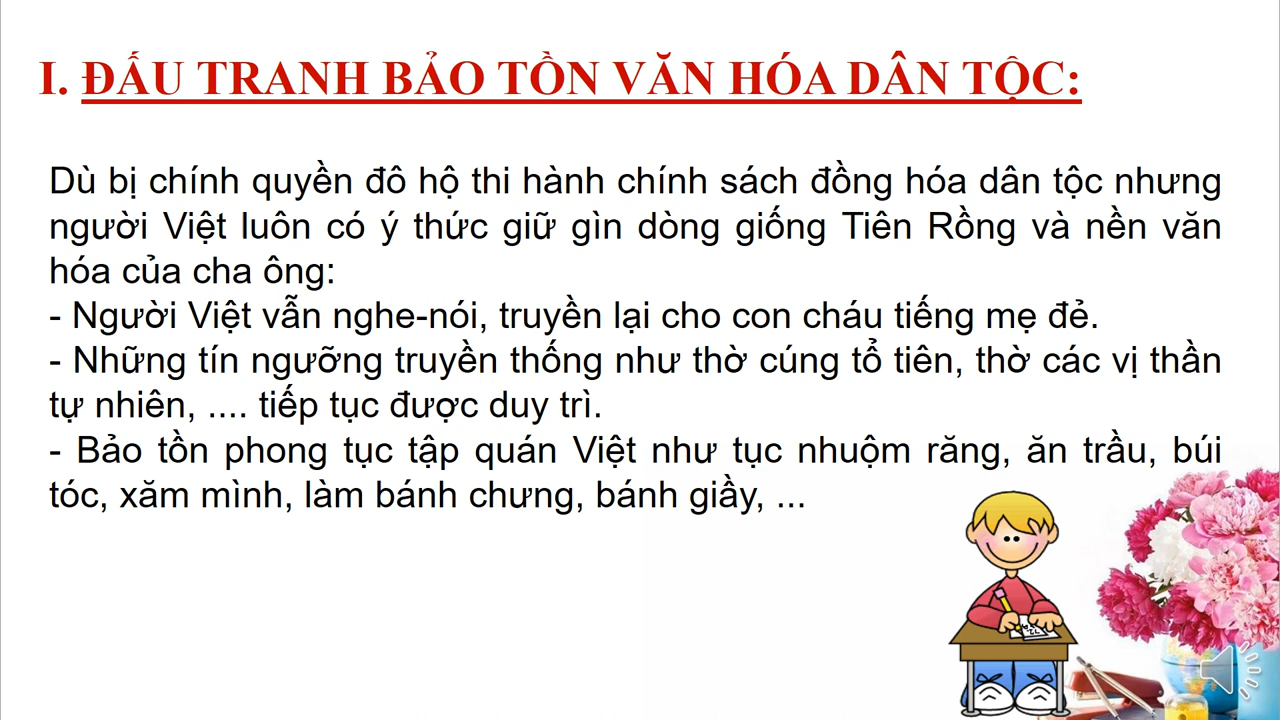 I. ĐẤU TRANH BẢO TỒN VĂN HÓA DÂN TỘC:
Dù bị chính quyền đô hộ thi hành chính sách đồng hóa dân tộc nhưng
người Việt luôn có ý thức giữ gìn dòng giống Tiên Rồng và nền văn
hóa của cha ông:
- Người Việt vẫn nghe-nói, truyền lại cho con cháu tiếng mẹ đẻ.
- Những tín ngưỡng truyền thống như thờ cúng tổ tiên, thờ các vị thần
tự nhiên, .... tiếp tục được duy trì.
- Bảo tồn phong tục tập quán Việt như tục nhuộm răng, ăn trầu, búi
tóc, xăm mình, làm bánh chưng, bánh giầy, ...